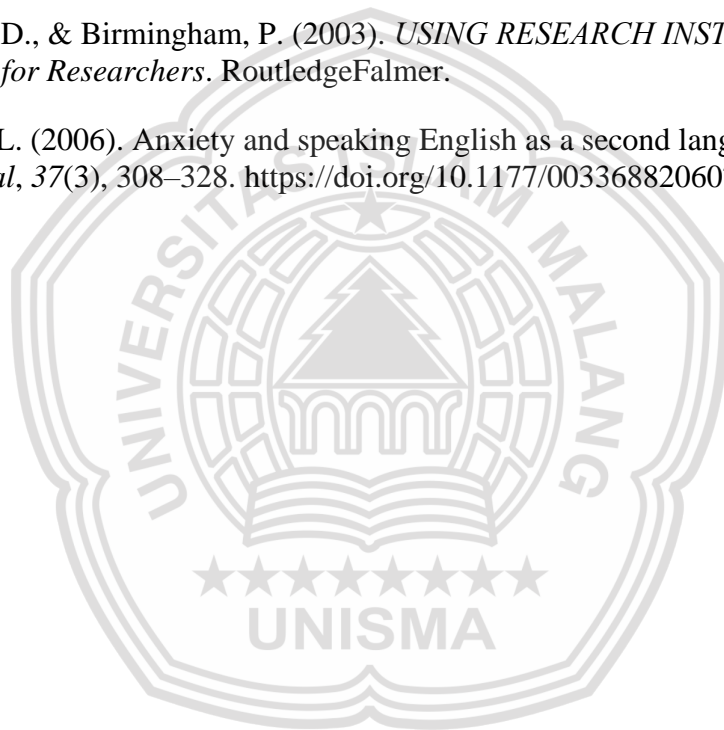 D., & Birmingham, P. (2003). USING RESEARCH INST
for Researchers. RoutledgeFalmer.
L. (2006). Anxiety and speaking English as a second lang
al, 37(3), 308–328. https://doi.org/10.1177/00336882060
UNIVERSITAS ISLAM MALANG
UNISMA